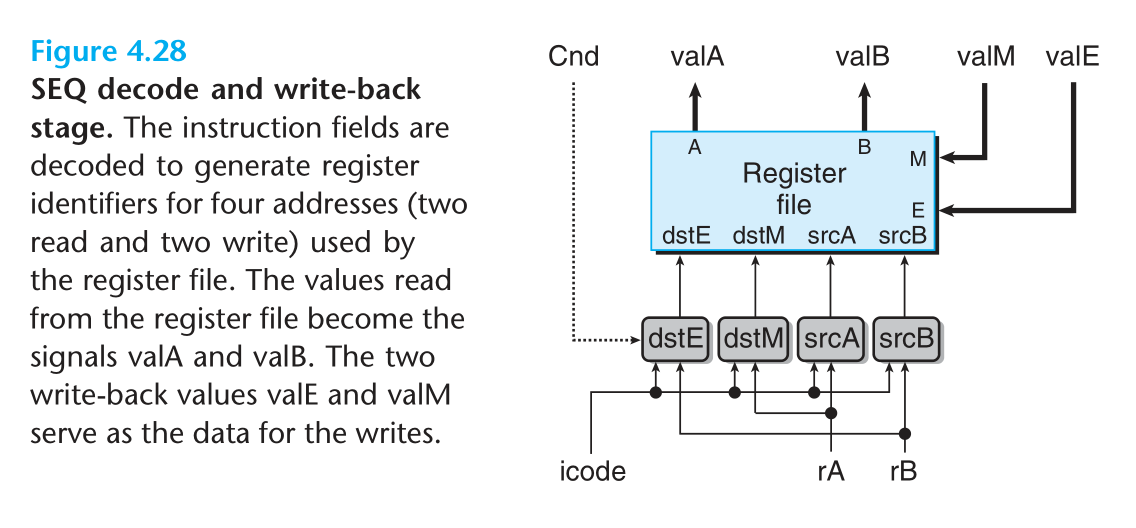 Figure 4.28
SEQ decode and write-back
stage. The instruction fields are
decoded to generate register
identifiers for four addresses (two
read and two write) used by
the register file. The values read
from the register file become the
signals valA and valB. The two
write-back values valE and valM
serve as the data for the writes.
Cnd valA valB valM valE
A B M
Register
file
E
dstE dstM srcA srcB
dstE dstM srcA srcB
icode rA rB